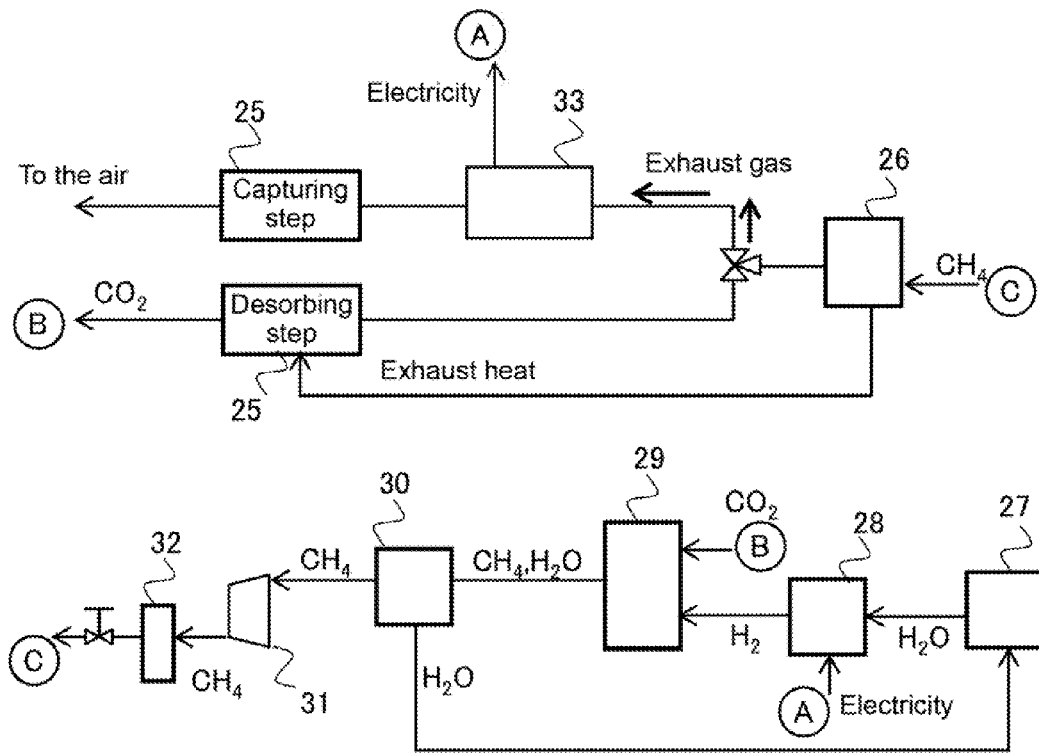 A
Electricity
33
25
Exhaust gas
26
To the air
Capturing
step
CH₄
C
CO₂
B
Desorbing
step
Exhaust heat
25
29
30
CO₂
27
28
B
32
CH₄
CH₄,H₂O
H₂
H₂O
C
CH₄
31
H₂O
A
Electricity